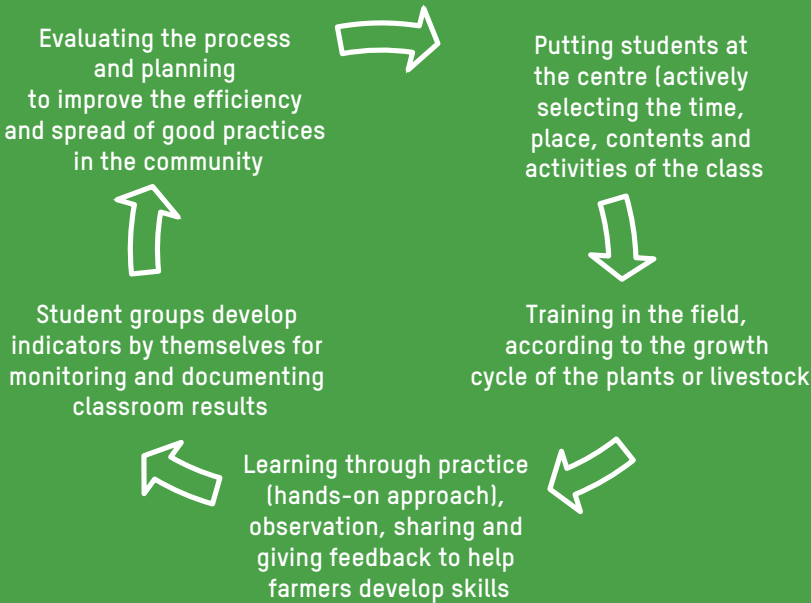 Evaluating the process
and planning
to improve the efficiency
and spread of good practices
in the community
Putting students at
the centre (actively
selecting the time,
place, contents and
activities of the class
Training in the field,
according to the growth
cycle of the plants or livestock
Learning through practice
(hands-on approach),
observation, sharing and
giving feedback to help
farmers develop skills
Student groups develop
indicators by themselves for
monitoring and documenting
classroom results